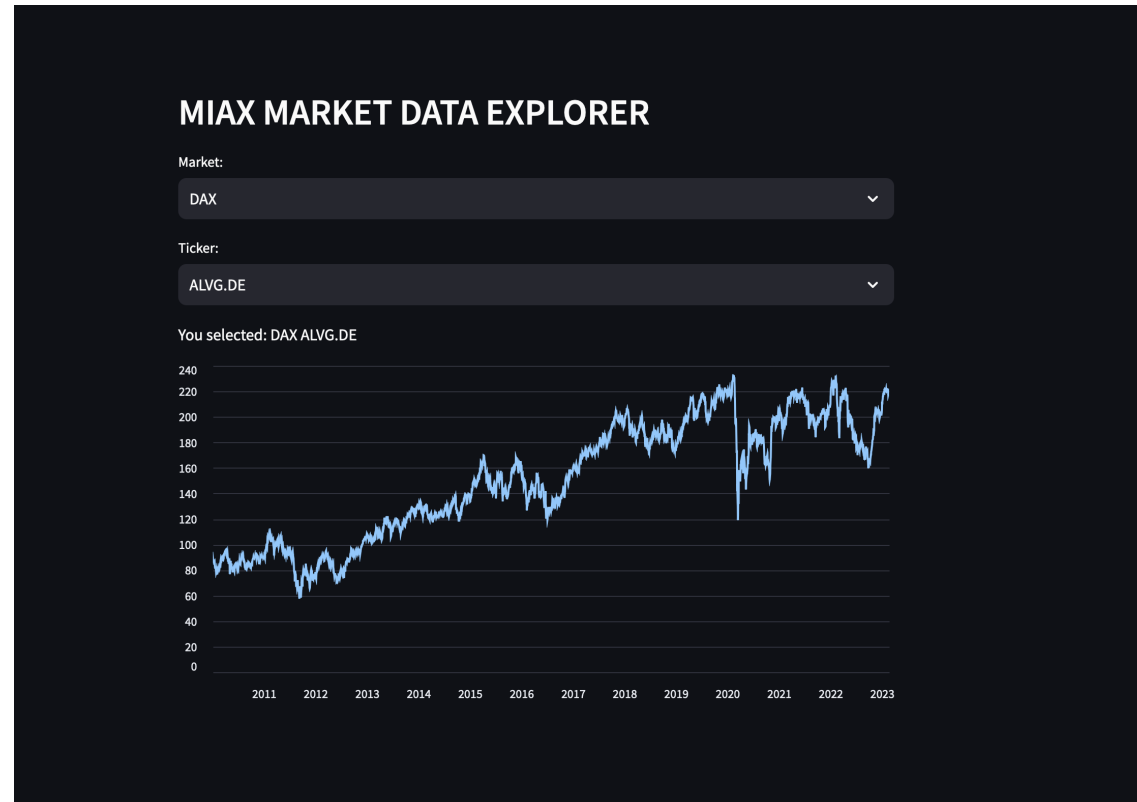 MIAX MARKET DATA EXPLORER
Market:
DAX
Ticker:
ALVG.DE
You selected: DAX ALVG.DE
240
220
200
180
160
140
120
100
80
60
40
20
0
2011 2012 2013 2014 2015 2016 2017 2018 2019 2020 2021 2022 2023